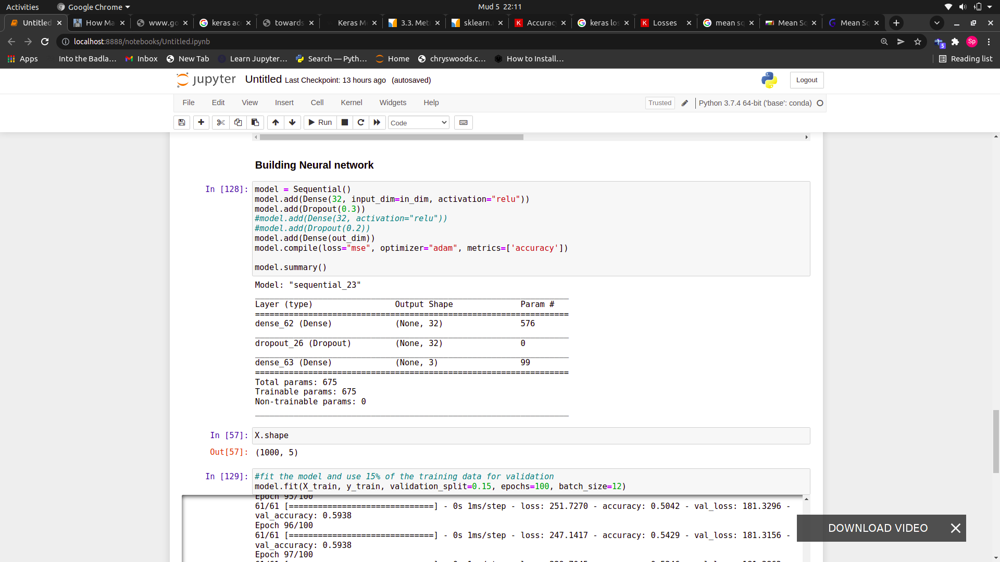 Activities
Google Chrome
Mud 5 22:11
Untitled
How Ma
www.go
keras acc
towards
Keras M
3.3. Met
sklearn.
Accurac
keras los
Losses
mean sq
Mean Sq
Mean Sq
localhost:8888/notebooks/Untitled.ipynb
Sp
5
Apps
Into the Badla…
Inbox
New Tab
Learn Jupyter…
Search — Pyth…
Home
chryswoods.c…
How to Install…
Reading list
jupyter
Untitled Last Checkpoint: 13 hours ago (autosaved)
Logout
File
Edit
View
Insert
Cell
Kernel
Widgets
Help
Trusted
Python 3.7.4 64-bit ('base': conda)
Run
Code
Building Neural network
In [128]:
model = Sequential()
model.add(Dense(32, input_dim=in_dim, activation="relu"))
model.add(Dropout(0.3))
#model.add(Dense(32, activation="relu"))
#model.add(Dropout(0.2))
model.add(Dense(out_dim))
model.compile(loss="mse", optimizer="adam", metrics=['accuracy'])
model.summary()
Model: "sequential_23"
Layer (type) Output Shape Param #
=================================================================
dense_62 (Dense) (None, 32) 576
dropout_26 (Dropout) (None, 32) 0
dense_63 (Dense) (None, 3) 99
=================================================================
Total params: 675
Trainable params: 675
Non-trainable params: 0
In [57]:
X.shape
Out[57]:
(1000, 5)
In [129]:
#fit the model and use 15% of the training data for validation
model.fit(X_train, y_train, validation_split=0.15, epochs=100, batch_size=12)
Epoch 95/100
61/61 [==============================] - 0s 1ms/step - loss: 251.7270 - accuracy: 0.5042 - val_loss: 181.3296 -
val_accuracy: 0.5938
Epoch 96/100
61/61 [==============================] - 0s 1ms/step - loss: 247.1417 - accuracy: 0.5429 - val_loss: 181.3156 -
val_accuracy: 0.5938
Epoch 97/100
DOWNLOAD VIDEO